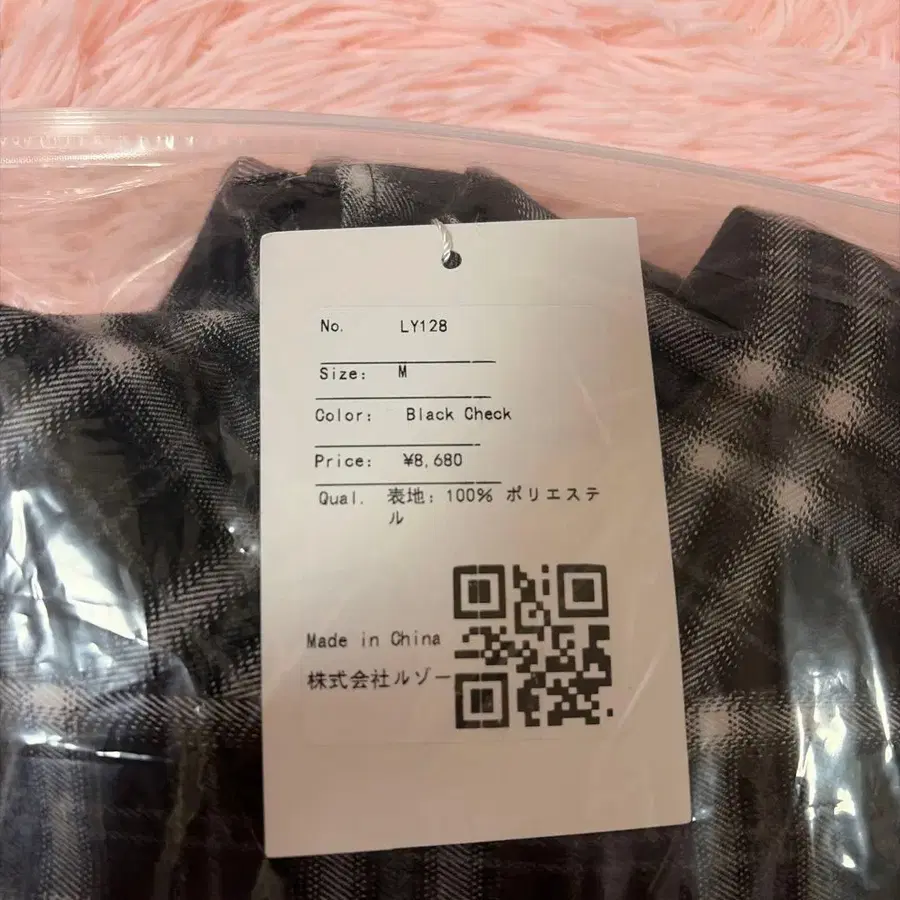 No. LY128
Size: M
Color: Black Check
Price: ¥8,680
Qual. 表地: 100% ポリエステ
ル
Made in China
株式会社ルゾー